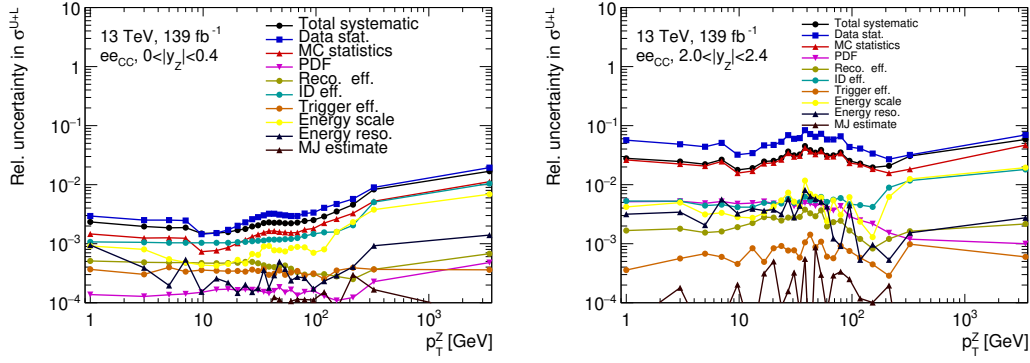 Rel. uncertainty in σ^U+L
13 TeV, 139 fb^-1
ee_CC, 0<|y_Z|<0.4
Total systematic
Data stat.
MC statistics
PDF
Reco. eff.
ID eff.
Trigger eff.
Energy scale
Energy reso.
MJ estimate
10
1
10^-1
10^-2
10^-3
10^-4
1 10 10^2 10^3
p_T^Z [GeV]
Rel. uncertainty in σ^U+L
13 TeV, 139 fb^-1
ee_CC, 2.0<|y_Z|<2.4
Total systematic
Data stat.
MC statistics
PDF
Reco. eff.
ID eff.
Trigger eff.
Energy scale
Energy reso.
MJ estimate
10
1
10^-1
10^-2
10^-3
10^-4
1 10 10^2 10^3
p_T^Z [GeV]